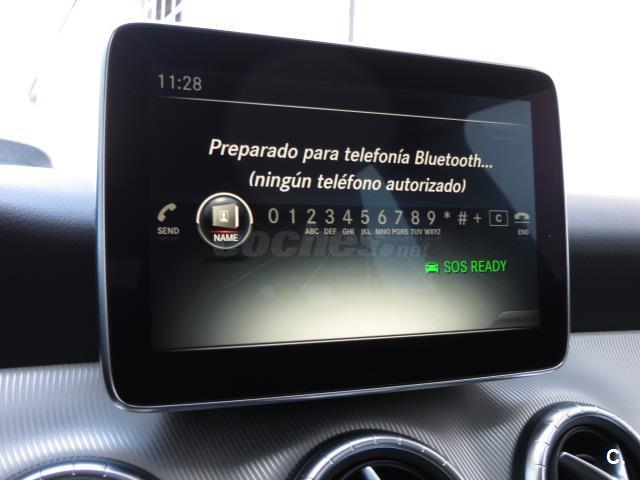 11:28
Preparado para telefonía Bluetooth...
(ningún teléfono autorizado)
SEND NAME 0 1 2 3 4 5 6 7 8 9 * # + C END
ABC DEF GHI JKL MNO PQRS TUV WXYZ
coches.net
SOS READY
C.